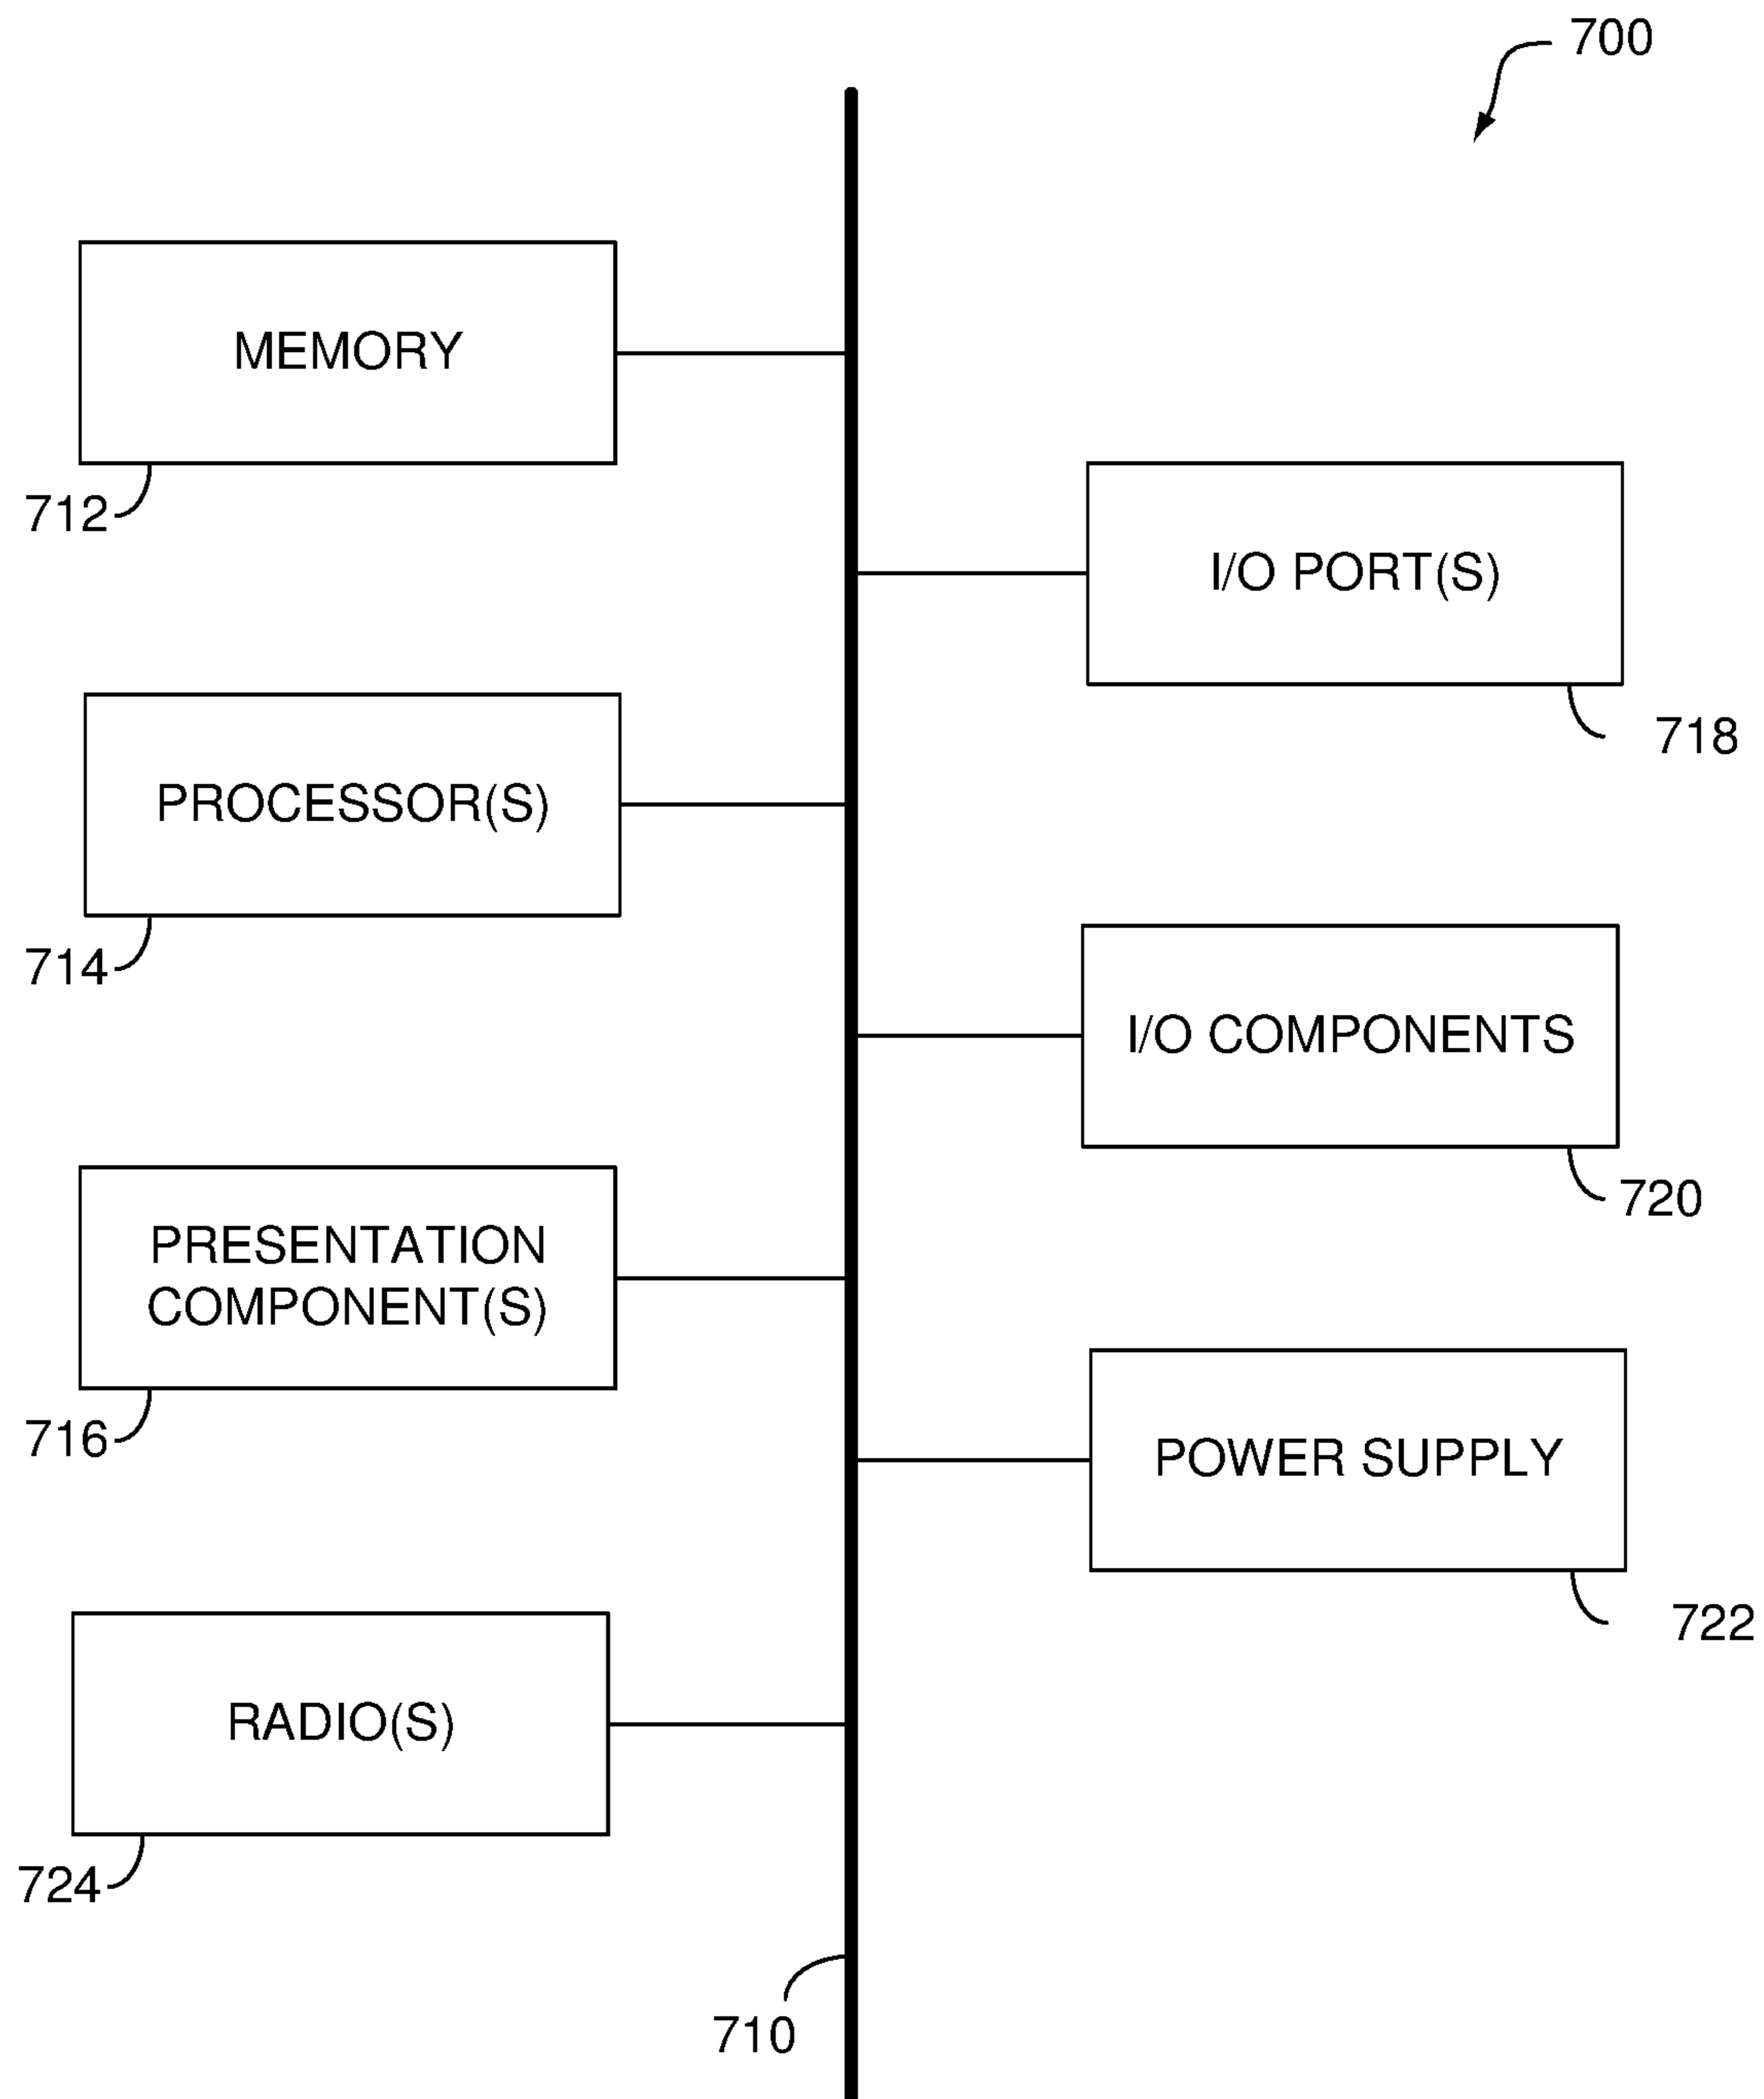 700
MEMORY
712
I/O PORT(S)
718
PROCESSOR(S)
714
I/O COMPONENTS
720
PRESENTATION
COMPONENT(S)
716
POWER SUPPLY
722
RADIO(S)
724
710